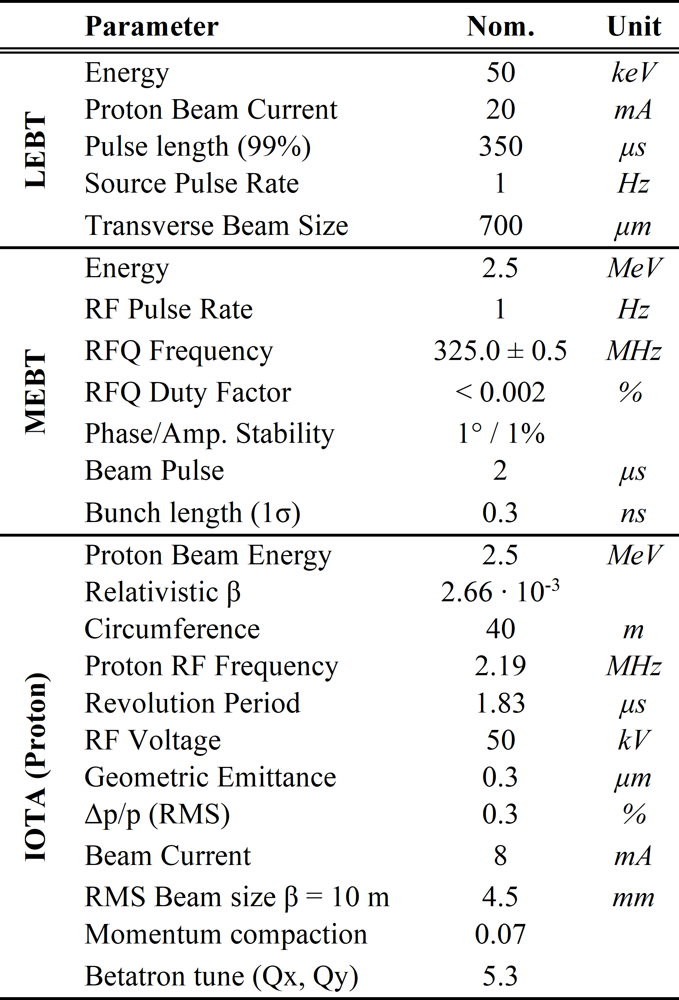 Parameter Nom. Unit
LEBT
Energy 50 keV
Proton Beam Current 20 mA
Pulse length (99%) 350 μs
Source Pulse Rate 1 Hz
Transverse Beam Size 700 μm
MEBT
Energy 2.5 MeV
RF Pulse Rate 1 Hz
RFQ Frequency 325.0 ± 0.5 MHz
RFQ Duty Factor < 0.002 %
Phase/Amp. Stability 1° / 1%
Beam Pulse 2 μs
Bunch length (1σ) 0.3 ns
IOTA (Proton)
Proton Beam Energy 2.5 MeV
Relativistic β 2.66 · 10⁻³
Circumference 40 m
Proton RF Frequency 2.19 MHz
Revolution Period 1.83 μs
RF Voltage 50 kV
Geometric Emittance 0.3 μm
Δp/p (RMS) 0.3 %
Beam Current 8 mA
RMS Beam size β = 10 m 4.5 mm
Momentum compaction 0.07
Betatron tune (Qx, Qy) 5.3